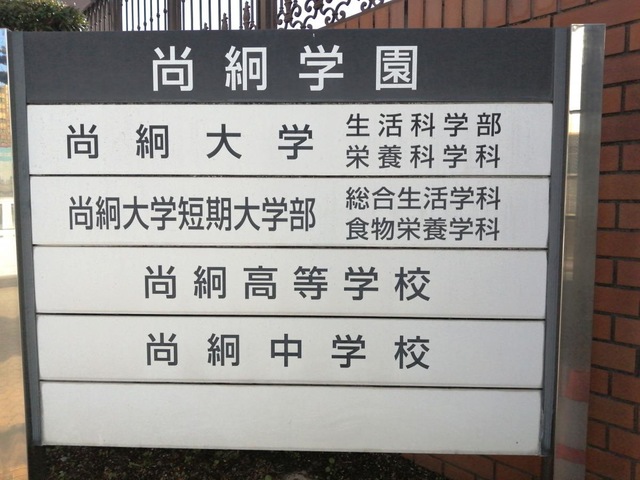 尚絅学園
尚絅大学
生活科学部
栄養科学科
尚絅大学短期大学部
総合生活学科
食物栄養学科
尚絅高等学校
尚絅中学校